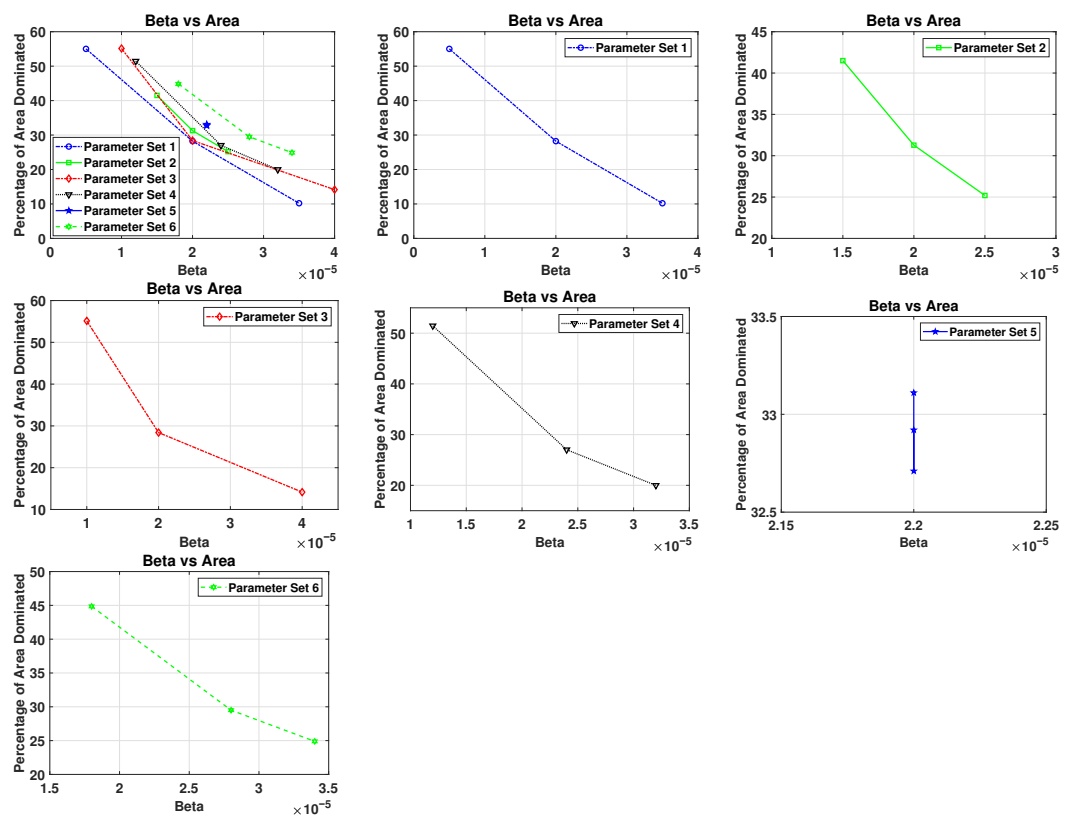 Beta vs Area
Percentage of Area Dominated
60
50
40
30
20
10
0
Parameter Set 1
Parameter Set 2
Parameter Set 3
Parameter Set 4
Parameter Set 5
Parameter Set 6
0 1 2 3 4
Beta
×10⁻⁵
Beta vs Area
Percentage of Area Dominated
60
50
40
30
20
10
0
Parameter Set 1
0 1 2 3 4
Beta
×10⁻⁵
Beta vs Area
Percentage of Area Dominated
45
40
35
30
25
20
Parameter Set 2
1 1.5 2 2.5 3
Beta
×10⁻⁵
Beta vs Area
Percentage of Area Dominated
60
50
40
30
20
10
Parameter Set 3
1 2 3 4
Beta
×10⁻⁵
Beta vs Area
Percentage of Area Dominated
50
40
30
20
Parameter Set 4
1 1.5 2 2.5 3 3.5
Beta
×10⁻⁵
Beta vs Area
Percentage of Area Dominated
33.5
33
32.5
Parameter Set 5
2.15 2.2 2.25
Beta
×10⁻⁵
Beta vs Area
Percentage of Area Dominated
50
45
40
35
30
25
20
Parameter Set 6
1.5 2 2.5 3 3.5
Beta
×10⁻⁵